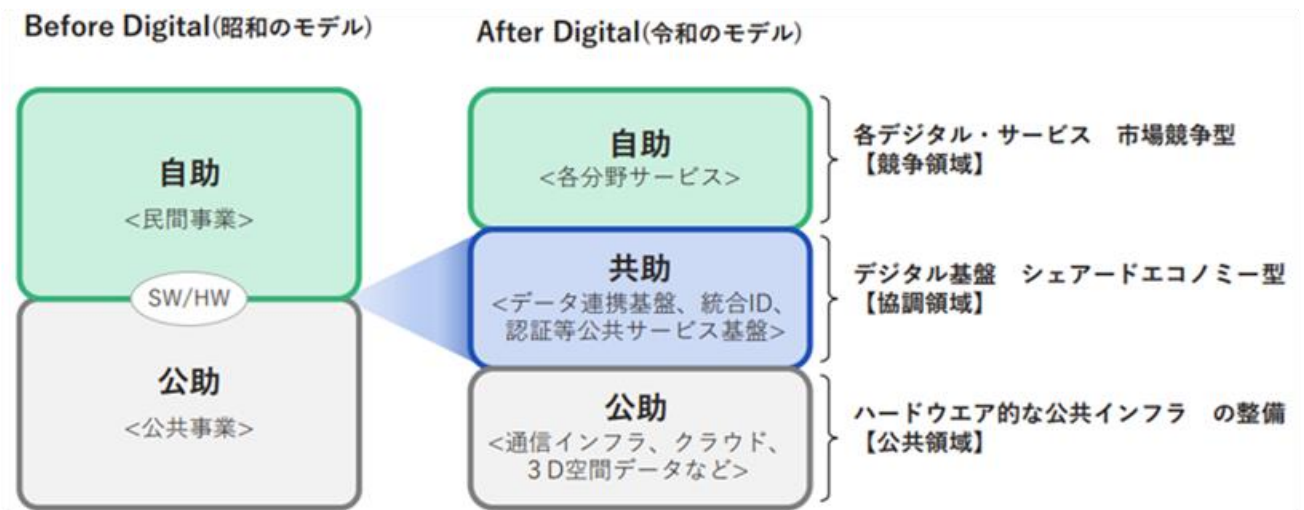 Before Digital(昭和のモデル)
自助
<民間事業>
SW/HW
公助
<公共事業>
After Digital(令和のモデル)
自助
<各分野サービス>
共助
<データ連携基盤、統合ID、
認証等公共サービス基盤>
公助
<通信インフラ、クラウド、
３D空間データなど>
各デジタル・サービス　市場競争型
【競争領域】
デジタル基盤　シェアードエコノミー型
【協調領域】
ハードウエア的な公共インフラ　の整備
【公共領域】